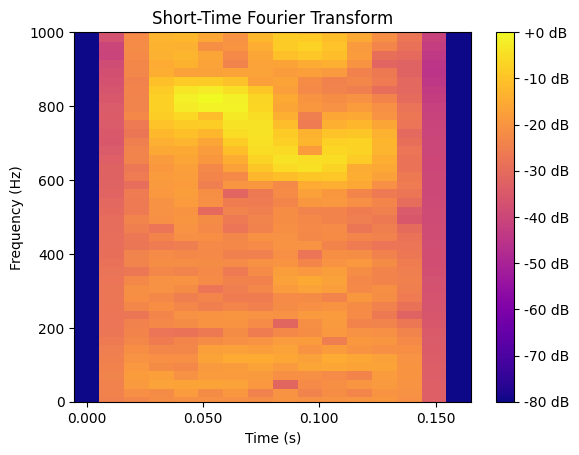 Short-Time Fourier Transform
1000
800
600
400
200
0
Frequency (Hz)
0.000
0.050
0.100
0.150
Time (s)
+0 dB
-10 dB
-20 dB
-30 dB
-40 dB
-50 dB
-60 dB
-70 dB
-80 dB